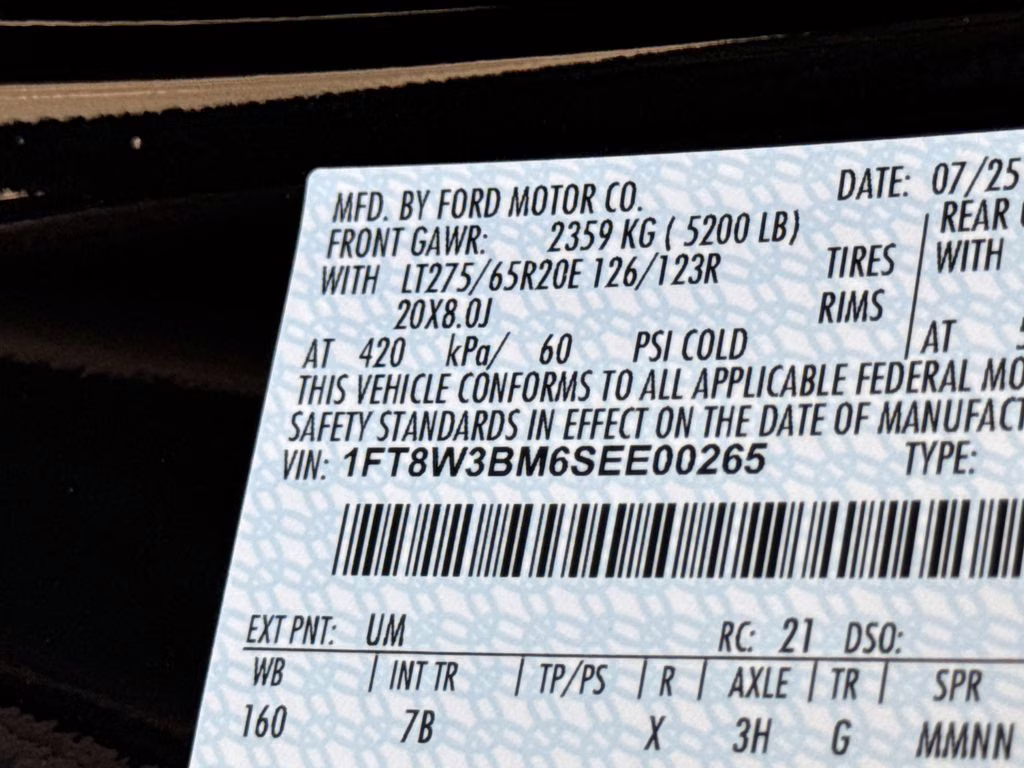 MFD. BY FORD MOTOR CO. DATE: 07/25
FRONT GAWR: 2359 KG ( 5200 LB) REAR
WITH LT275/65R20E 126/123R TIRES WITH
20X8.0J RIMS
AT 420 kPa/ 60 PSI COLD AT
THIS VEHICLE CONFORMS TO ALL APPLICABLE FEDERAL MO
SAFETY STANDARDS IN EFFECT ON THE DATE OF MANUFACT
VIN: 1FT8W3BM6SEE00265 TYPE:
EXT PNT: UM RC: 21 DSO:
WB INT TR TP/PS R AXLE TR SPR
160 7B X 3H G MMNN